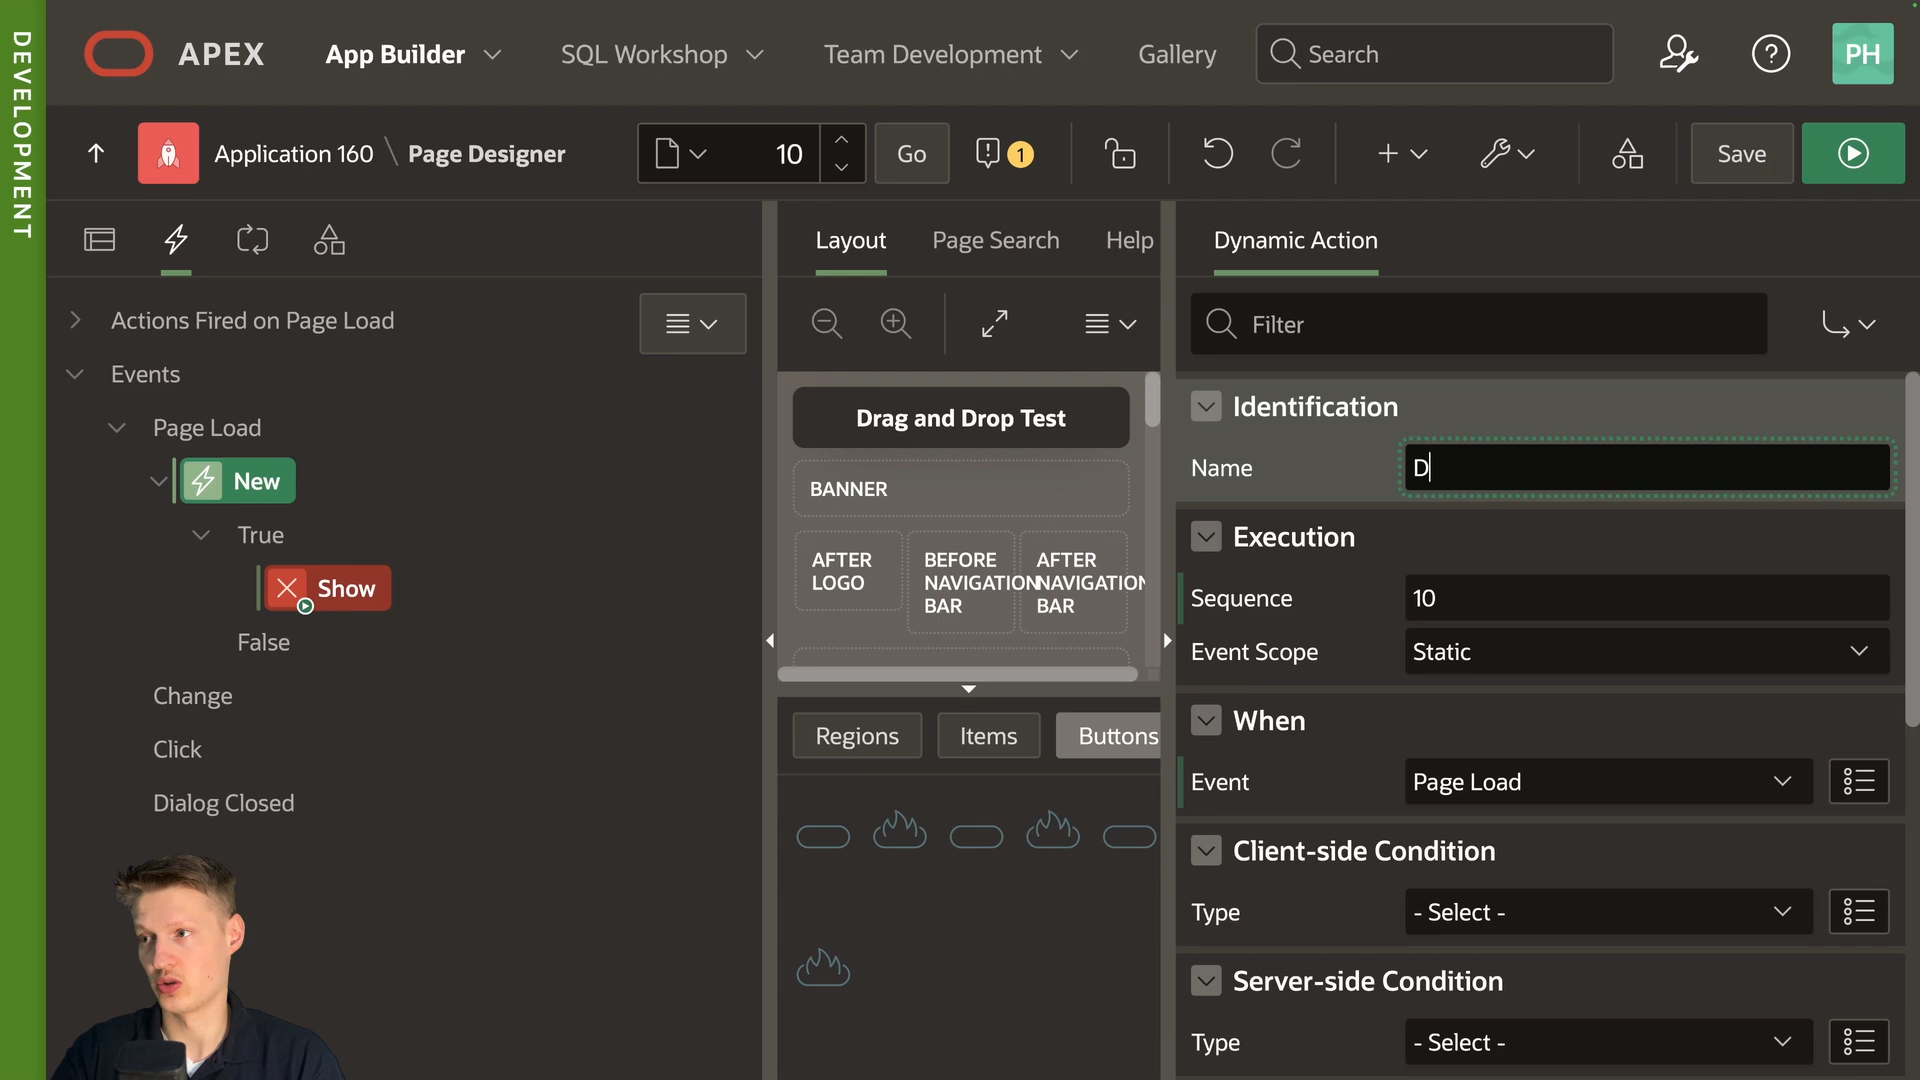 DEVELOPMENT
APEX
App Builder
SQL Workshop
Team Development
Gallery
Search
PH
Application 160 \ Page Designer
10
Go
1
Save
Layout
Page Search
Help
Dynamic Action
Actions Fired on Page Load
Events
Page Load
New
True
Show
False
Change
Click
Dialog Closed
Drag and Drop Test
BANNER
AFTER
LOGO
BEFORE
NAVIGATION
BAR
AFTER
NAVIGATION
BAR
Regions
Items
Buttons
Filter
Identification
Name
D
Execution
Sequence
10
Event Scope
Static
When
Event
Page Load
Client-side Condition
Type
- Select -
Server-side Condition
Type
- Select -